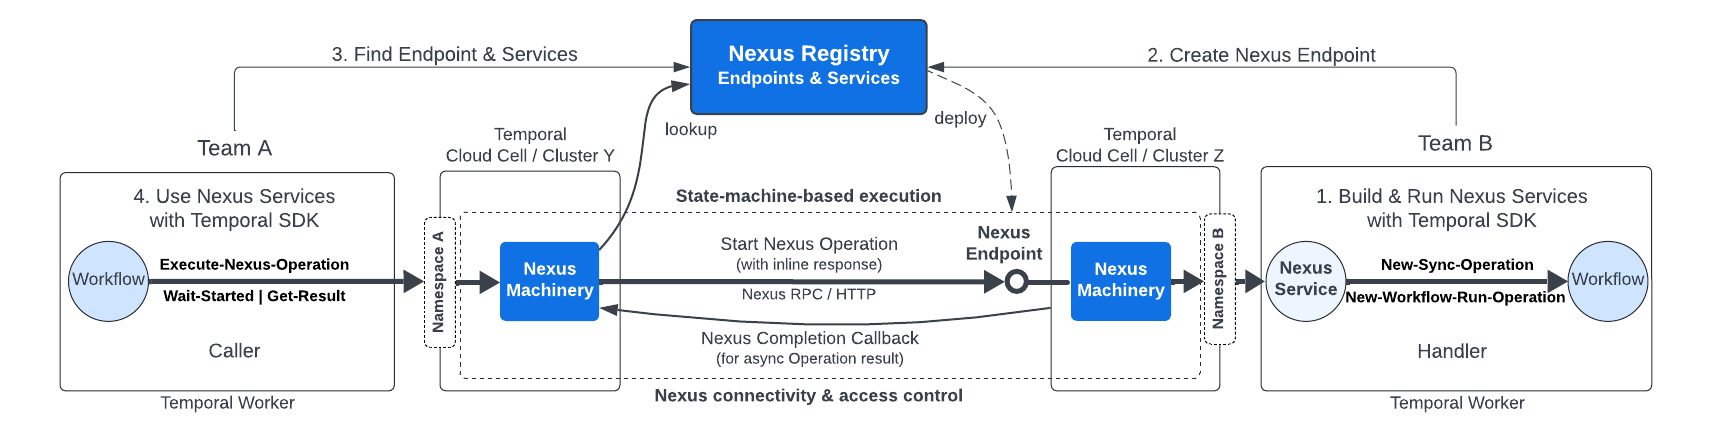 Nexus Registry
Endpoints & Services
3. Find Endpoint & Services
2. Create Nexus Endpoint
lookup
deploy
Team A
Temporal
Cloud Cell / Cluster Y
Temporal
Cloud Cell / Cluster Z
Team B
4. Use Nexus Services
with Temporal SDK
Workflow
Execute-Nexus-Operation
Wait-Started | Get-Result
Caller
Temporal Worker
Namespace A
Nexus
Machinery
State-machine-based execution
Start Nexus Operation
(with inline response)
Nexus RPC / HTTP
Nexus
Endpoint
Nexus Completion Callback
(for async Operation result)
Nexus connectivity & access control
Nexus
Machinery
Namespace B
1. Build & Run Nexus Services
with Temporal SDK
Nexus
Service
New-Sync-Operation
New-Workflow-Run-Operation
Workflow
Handler
Temporal Worker